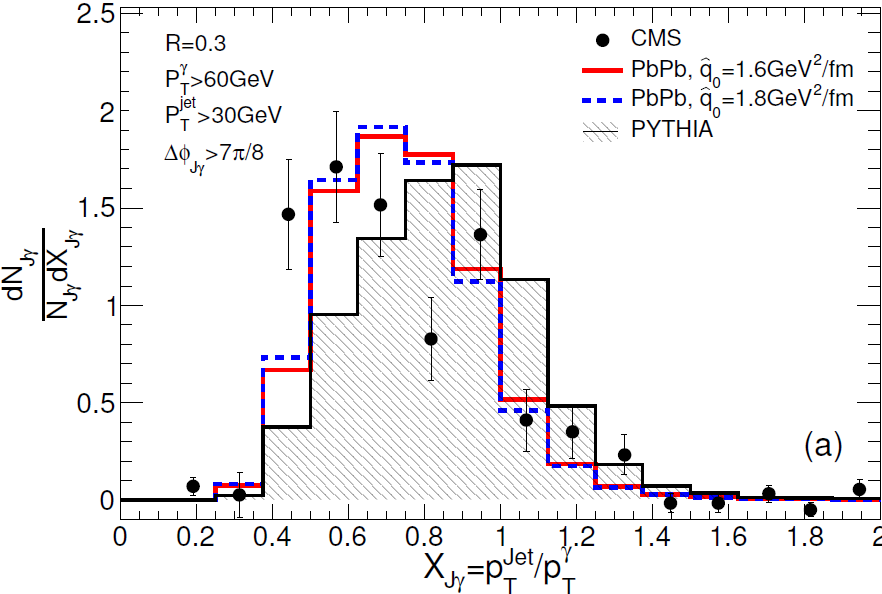 2.5
2
1.5
1
0.5
0
dN_Jγ
N_JγdX_Jγ
R=0.3
P_T^γ>60GeV
P_T^jet>30GeV
Δϕ_Jγ>7π/8
CMS
PbPb, q̂_0=1.6GeV²/fm
PbPb, q̂_0=1.8GeV²/fm
PYTHIA
(a)
0 0.2 0.4 0.6 0.8 1 1.2 1.4 1.6 1.8 2
X_Jγ=p_T^Jet/p_T^γ